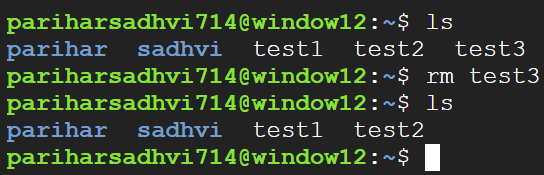 pariharsadhvi714@window12:~$ ls
parihar  sadhvi  test1  test2  test3
pariharsadhvi714@window12:~$ rm test3
pariharsadhvi714@window12:~$ ls
parihar  sadhvi  test1  test2
pariharsadhvi714@window12:~$